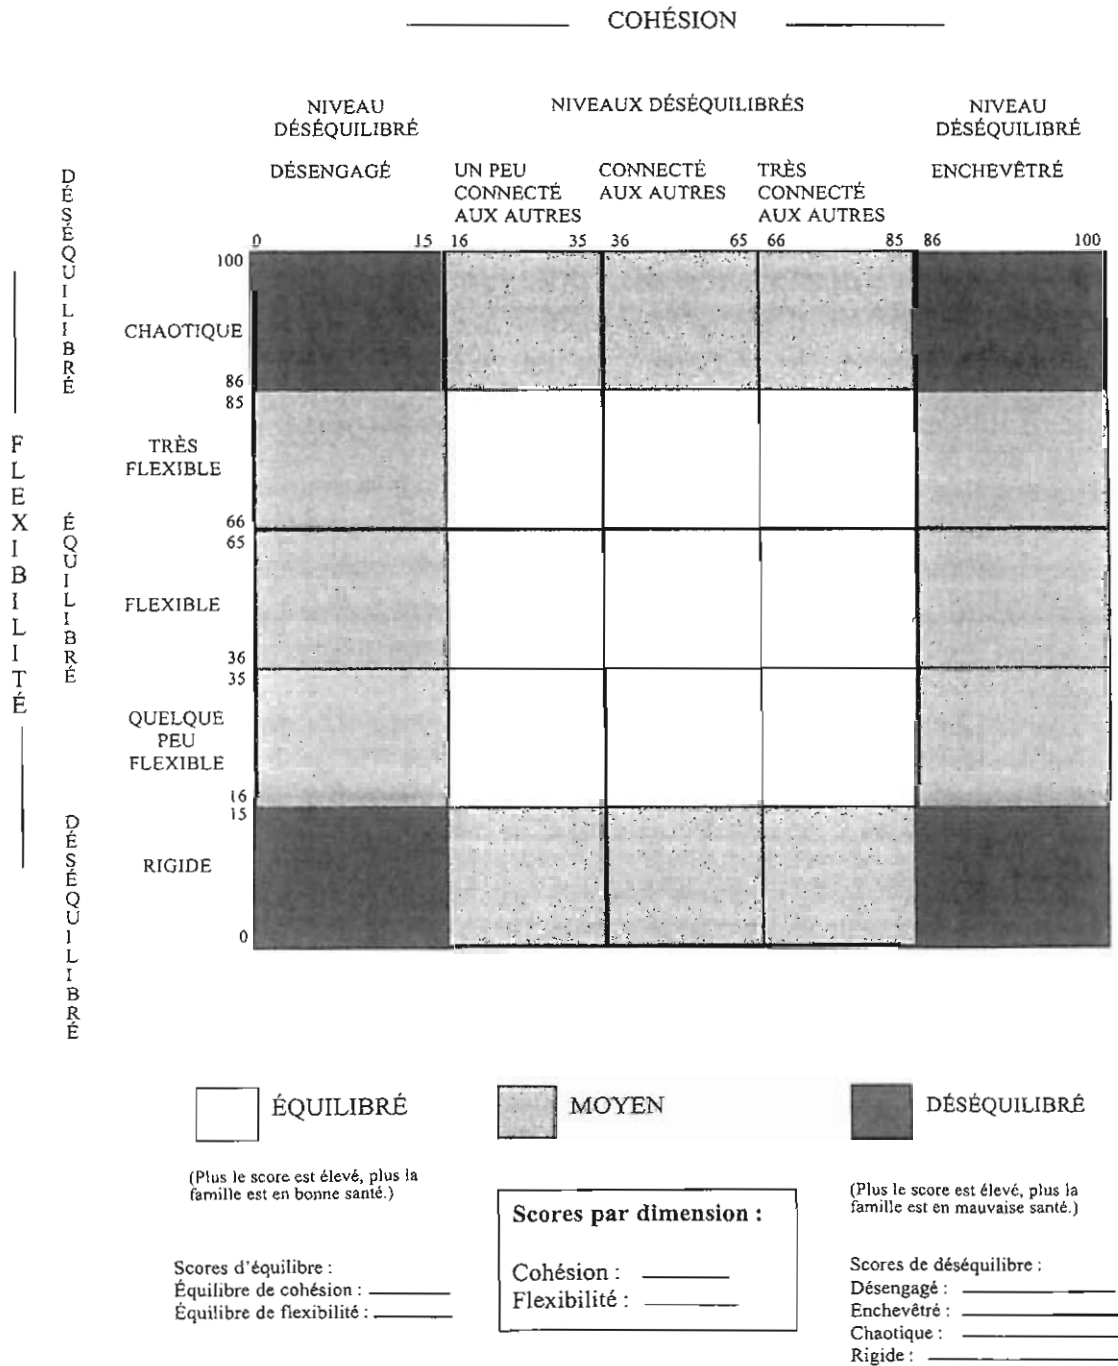 COHÉSION
NIVEAU
DÉSÉQUILIBRÉ
NIVEAUX DÉSÉQUILIBRÉS
NIVEAU
DÉSÉQUILIBRÉ
DÉSENGAGÉ
UN PEU
CONNECTÉ
AUX AUTRES
CONNECTÉ
AUX AUTRES
TRÈS
CONNECTÉ
AUX AUTRES
ENCHEVÊTRÉ
0 15 16 35 36 65 66 85 86 100
FLEXIBILITÉ
DÉSÉQUILIBRÉ
100
CHAOTIQUE
86
85
TRÈS
FLEXIBLE
66
ÉQUILIBRÉ
65
FLEXIBLE
36
35
QUELQUE
PEU
FLEXIBLE
16
DÉSÉQUILIBRÉ
15
RIGIDE
0
ÉQUILIBRÉ
(Plus le score est élevé, plus la
famille est en bonne santé.)
Scores d'équilibre :
Équilibre de cohésion :
Équilibre de flexibilité :
MOYEN
Scores par dimension :
Cohésion :
Flexibilité :
DÉSÉQUILIBRÉ
(Plus le score est élevé, plus la
famille est en mauvaise santé.)
Scores de déséquilibre :
Désengagé :
Enchevêtré :
Chaotique :
Rigide :